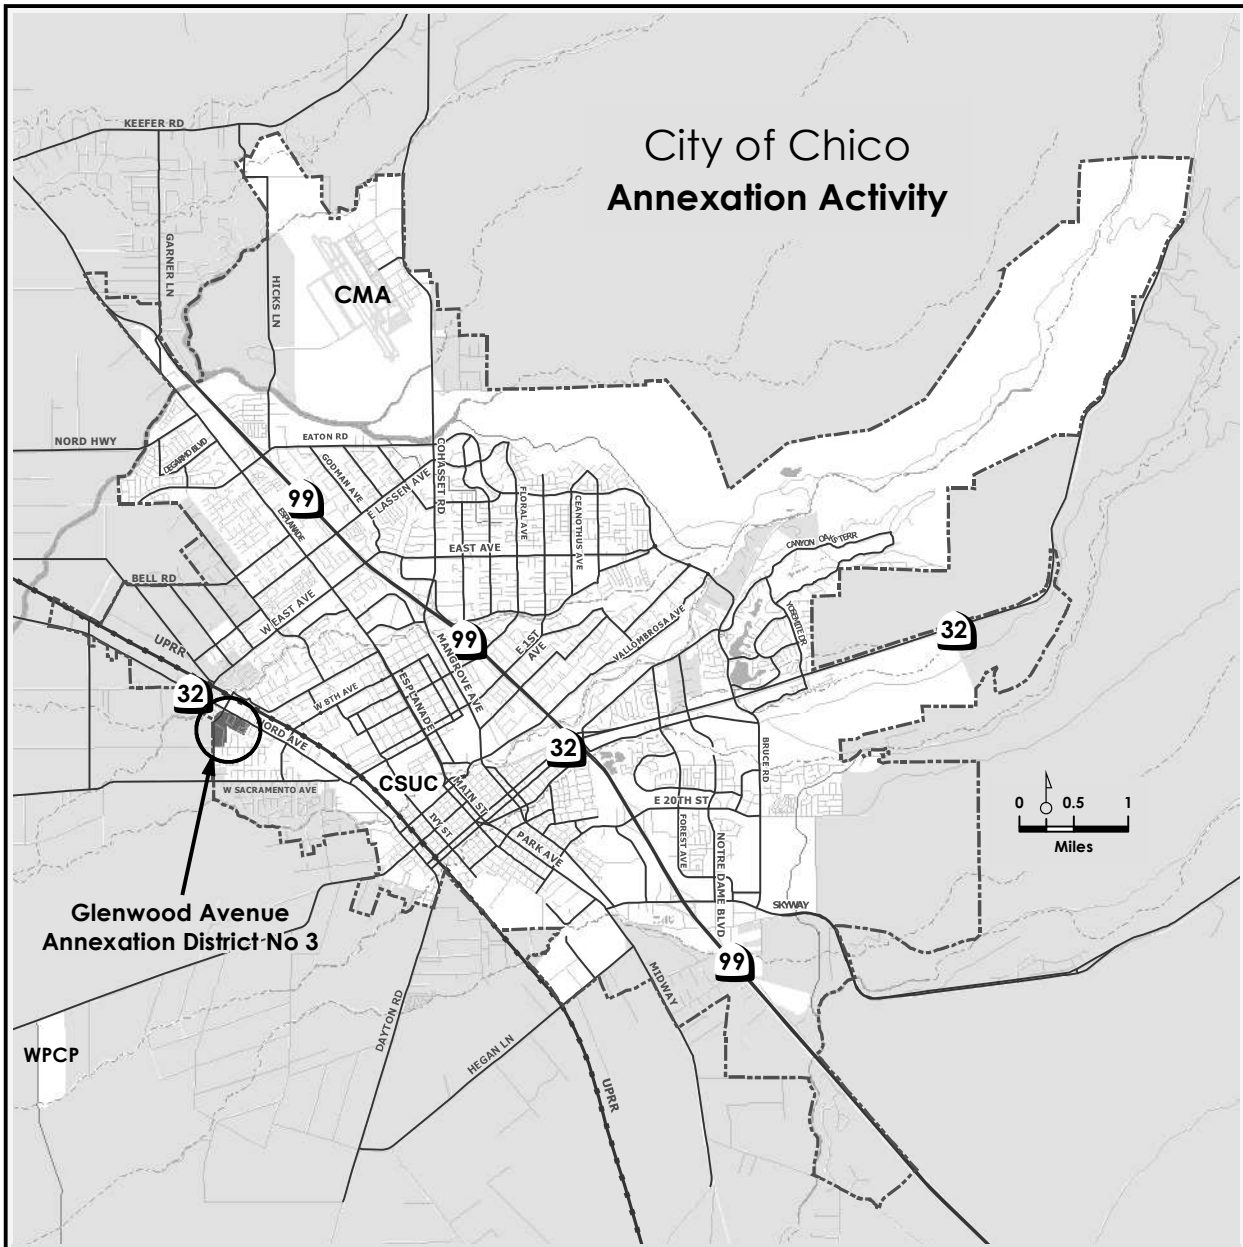 City of Chico
Annexation Activity
KEEFER RD
GARNER LN
HICKS LN
CMA
NORD HWY
DEGARMO BLVD
EATON RD
GODMAN AVE
COHASSET RD
E LASSEN AVE
99
ESPLANADE
FLORAL AVE
CEANOTHUS AVE
EAST AVE
CANYON OAKS TERR
BELL RD
W EAST AVE
UPRR
YOSEMITE DR
VALLOMBROSA AVE
32
99
MANGROVE AVE
E 1ST
AVE
32
W 8TH AVE
ESPLANADE
ORD AVE
32
BRUCE RD
CSUC
W SACRAMENTO AVE
MAIN ST
IVY ST
E 20TH ST
PARK AVE
FOREST AVE
NOTRE DAME BLVD
0 0.5 1
Miles
Glenwood Avenue
Annexation District No 3
SKYWAY
99
MIDWAY
DAYTON RD
HEGAN LN
WPCP
UPRR